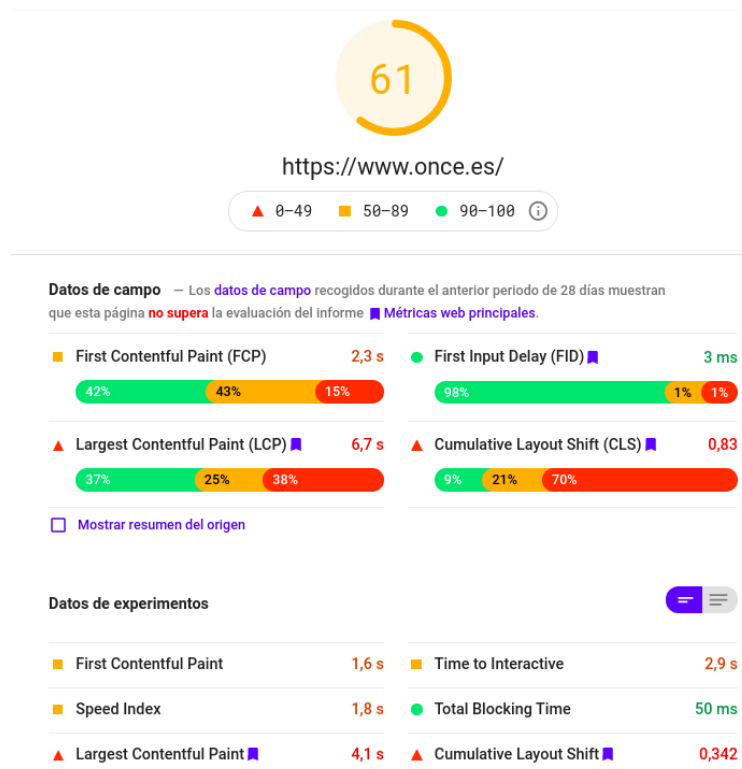 61
https://www.once.es/
0–49 50–89 90–100
Datos de campo — Los datos de campo recogidos durante el anterior periodo de 28 días muestran
que esta página no supera la evaluación del informe Métricas web principales.
First Contentful Paint (FCP) 2,3 s
42% 43% 15%
First Input Delay (FID) 3 ms
98% 1% 1%
Largest Contentful Paint (LCP) 6,7 s
37% 25% 38%
Cumulative Layout Shift (CLS) 0,83
9% 21% 70%
Mostrar resumen del origen
Datos de experimentos
First Contentful Paint 1,6 s
Time to Interactive 2,9 s
Speed Index 1,8 s
Total Blocking Time 50 ms
Largest Contentful Paint 4,1 s
Cumulative Layout Shift 0,342